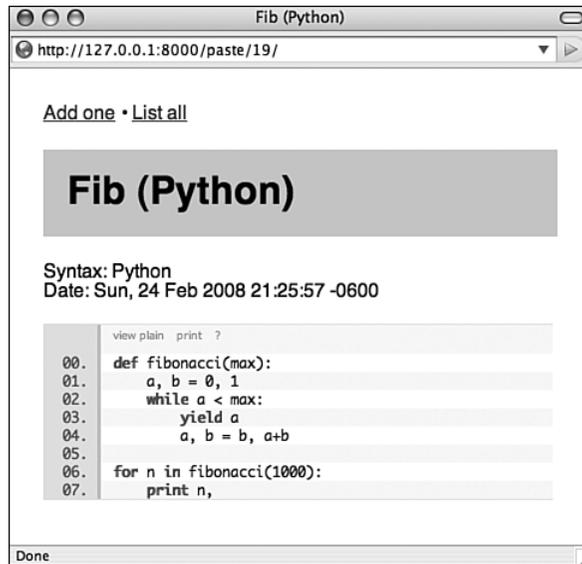 Fib (Python)
http://127.0.0.1:8000/paste/19/
Add one • List all
Fib (Python)
Syntax: Python
Date: Sun, 24 Feb 2008 21:25:57 -0600
view plain print ?
00. def fibonacci(max):
01.     a, b = 0, 1
02.     while a < max:
03.         yield a
04.         a, b = b, a+b
05.
06. for n in fibonacci(1000):
07.     print n,
Done